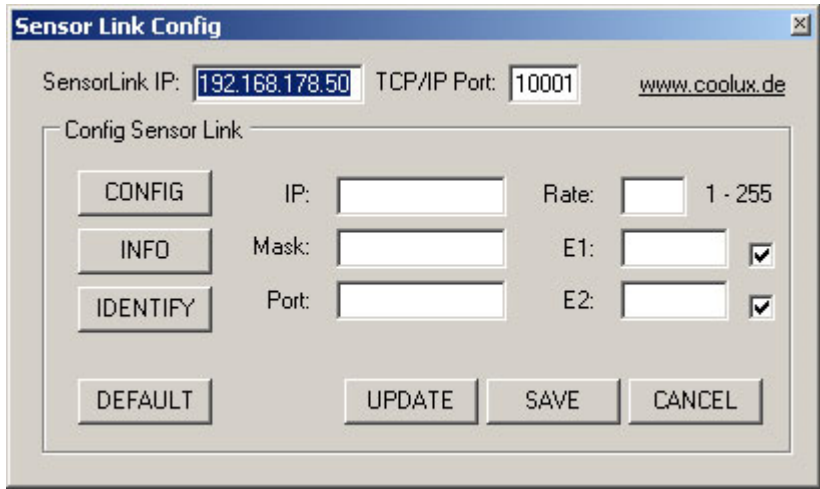 Sensor Link Config
SensorLink IP: 192.168.178.50 TCP/IP Port: 10001 www.coolux.de
Config Sensor Link
CONFIG IP: Rate: 1 - 255
INFO Mask: E1:
IDENTIFY Port: E2:
DEFAULT UPDATE SAVE CANCEL